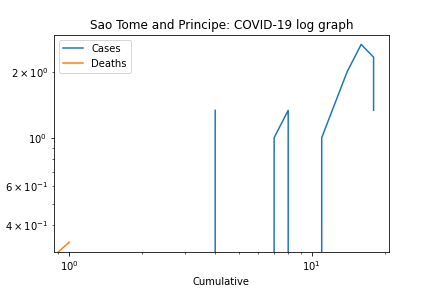 Sao Tome and Principe: COVID-19 log graph
Cases
Deaths
2 × 10⁰
10⁰
6 × 10⁻¹
4 × 10⁻¹
10⁰
10¹
Cumulative